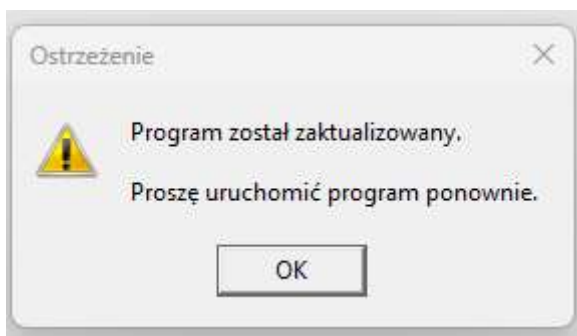 Ostrzeżenie
Program został zaktualizowany.
Proszę uruchomić program ponownie.
OK